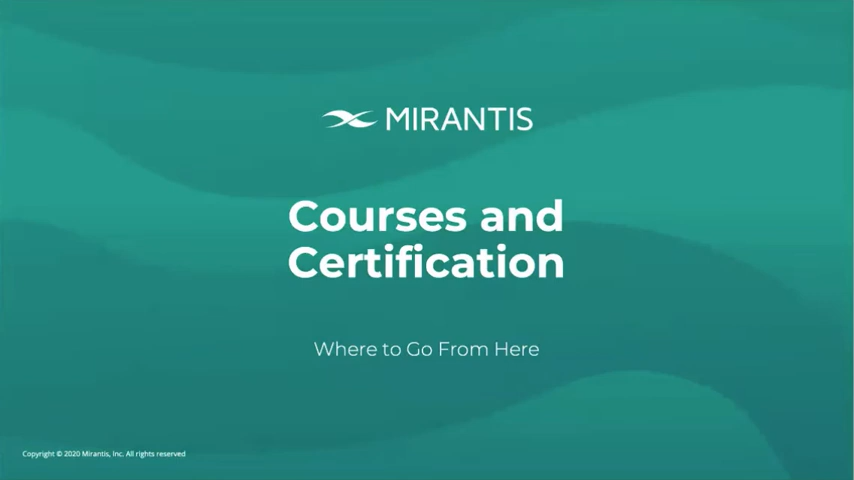 MIRANTIS
Courses and
Certification
Where to Go From Here
Copyright © 2020 Mirantis, Inc. All rights reserved